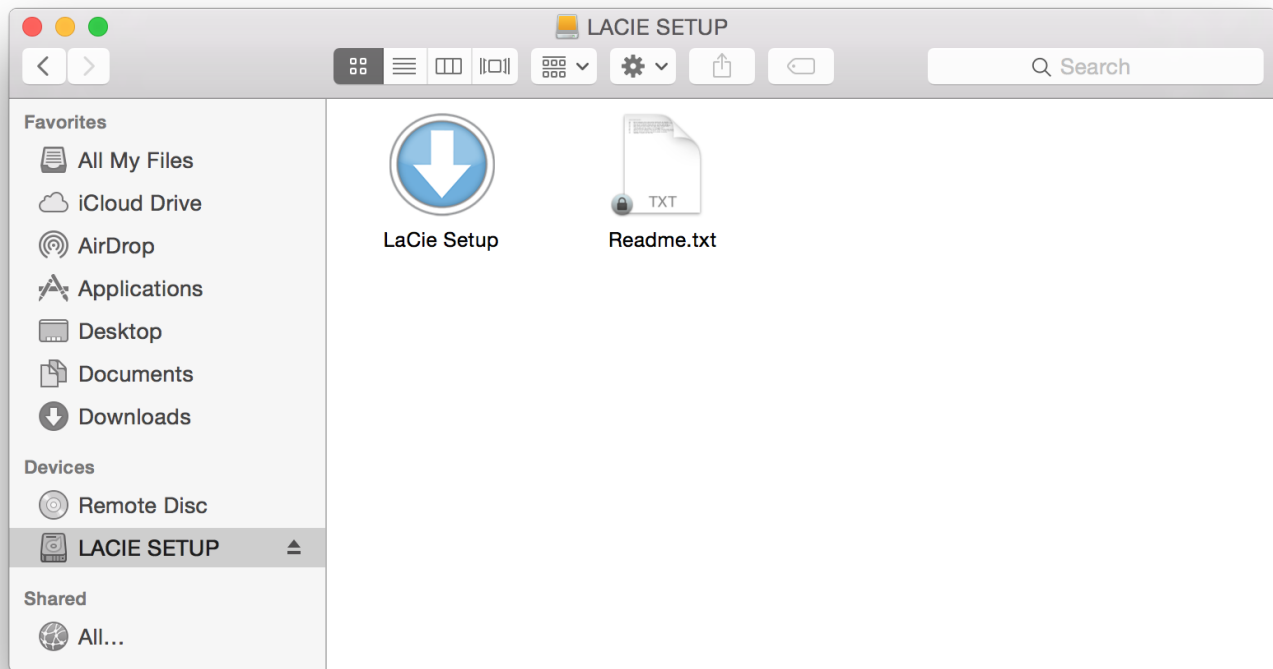 LACIE SETUP
Search
Favorites
All My Files
iCloud Drive
AirDrop
Applications
Desktop
Documents
Downloads
Devices
Remote Disc
LACIE SETUP
Shared
All...
TXT
LaCie Setup
Readme.txt